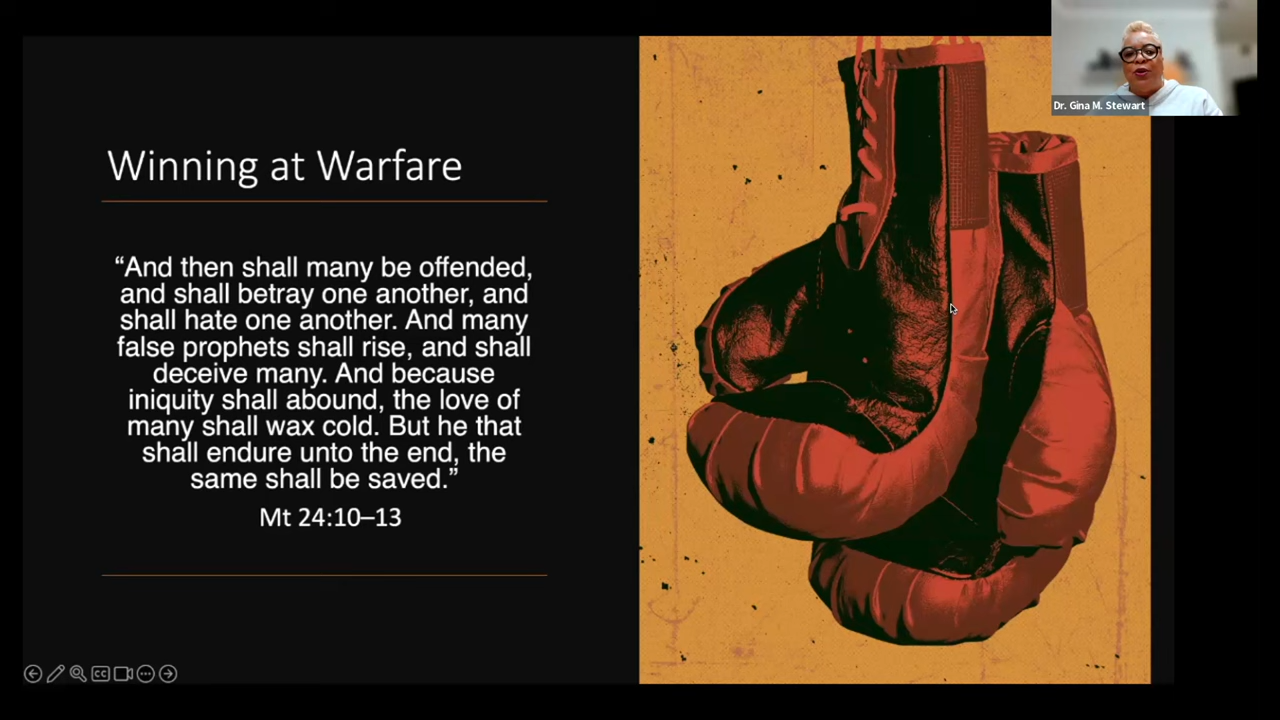 Dr. Gina M. Stewart
Winning at Warfare
“And then shall many be offended,
and shall betray one another, and
shall hate one another. And many
false prophets shall rise, and shall
deceive many. And because
iniquity shall abound, the love of
many shall wax cold. But he that
shall endure unto the end, the
same shall be saved.”
Mt 24:10–13
CC